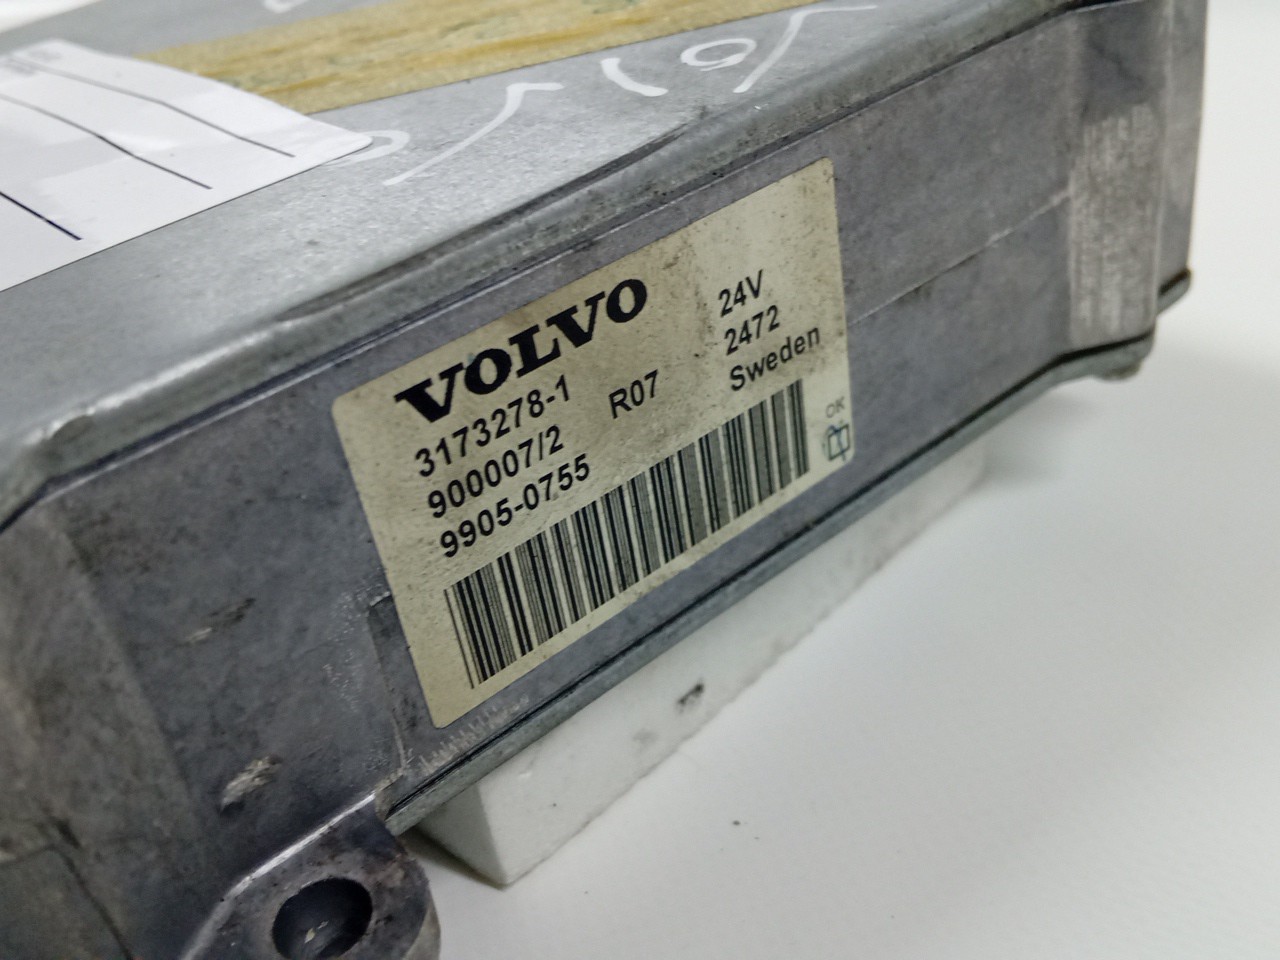 VOLVO
3173278-1 R07
900007/2
9905-0755
24V
2472
Sweden
OK